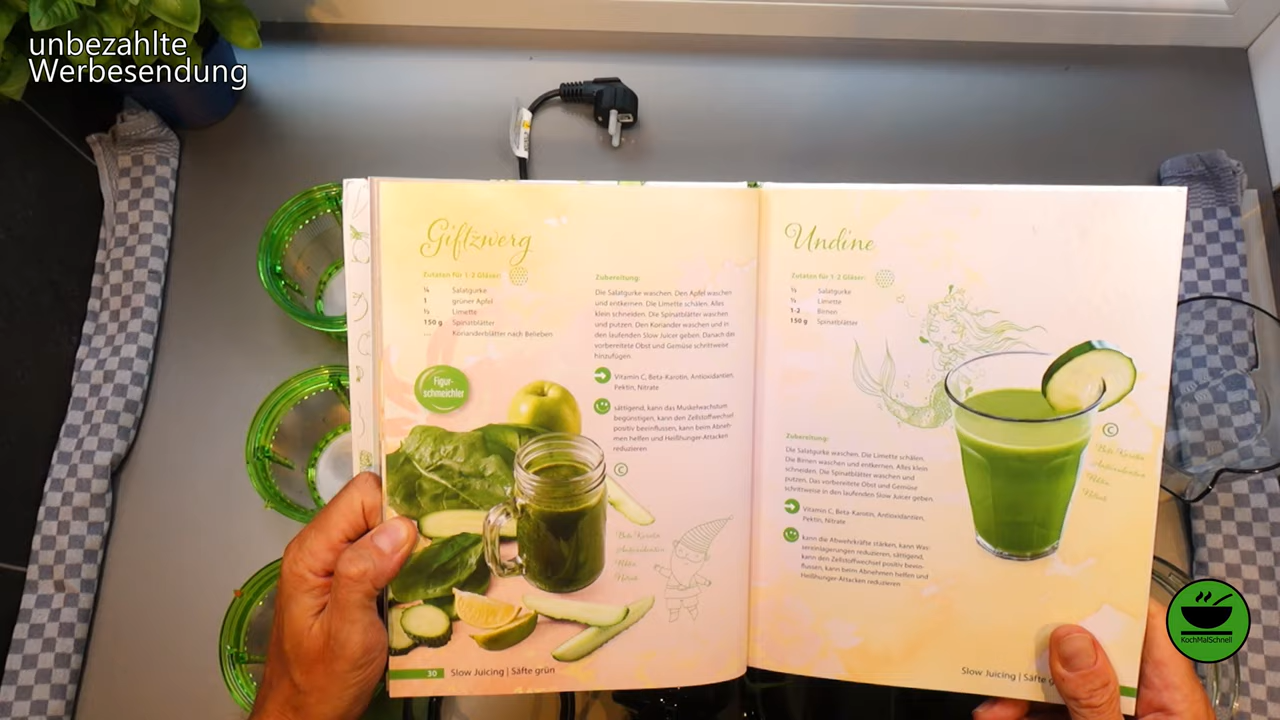 unbezahlte
Werbesendung
Giftzwerg
Zutaten für 1-2 Gläser:
¼ Salatgurke
1 grüner Apfel
½ Limette
150 g Spinatblätter
Korianderblätter nach Belieben
Zubereitung:
Die Salatgurke waschen. Den Apfel waschen
und entkernen. Die Limette schälen. Alles
klein schneiden. Die Spinatblätter waschen
und putzen. Den Koriander waschen und in
den laufenden Slow Juicer geben. Danach das
vorbereitete Obst und Gemüse schrittweise
hinzufügen.
Figur-
schmeichler
Vitamin C, Beta-Karotin, Antioxidantien,
Pektin, Nitrate
sättigend, kann das Muskelwachstum
begünstigen, kann den Zellstoffwechsel
positiv beeinflussen, kann beim Abneh-
men helfen und Heißhunger-Attacken
reduzieren
C
Beta-Karotin
Antioxidantien
Nitrat
30 Slow Juicing | Säfte grün
Undine
Zutaten für 1-2 Gläser:
Salatgurke
Limette
1-2 Birnen
150 g Spinatblätter
Zubereitung:
Die Salatgurke waschen. Die Limette schälen.
Die Birnen waschen und entkernen. Alles klein
schneiden. Die Spinatblätter waschen und
putzen. Das vorbereitete Obst und Gemüse
schrittweise in den laufenden Slow Juicer geben.
Vitamin C, Beta-Karotin, Antioxidantien,
Pektin, Nitrate
kann die Abwehrkräfte stärken, kann Was-
sereinlagerungen reduzieren, sättigend,
kann den Zellstoffwechsel positiv beein-
flussen, kann beim Abnehmen helfen und
Heißhunger-Attacken reduzieren
C
Beta-Karotin
Antioxidantien
Nitrat
Slow Juicing | Säfte g
KochMalSchnell